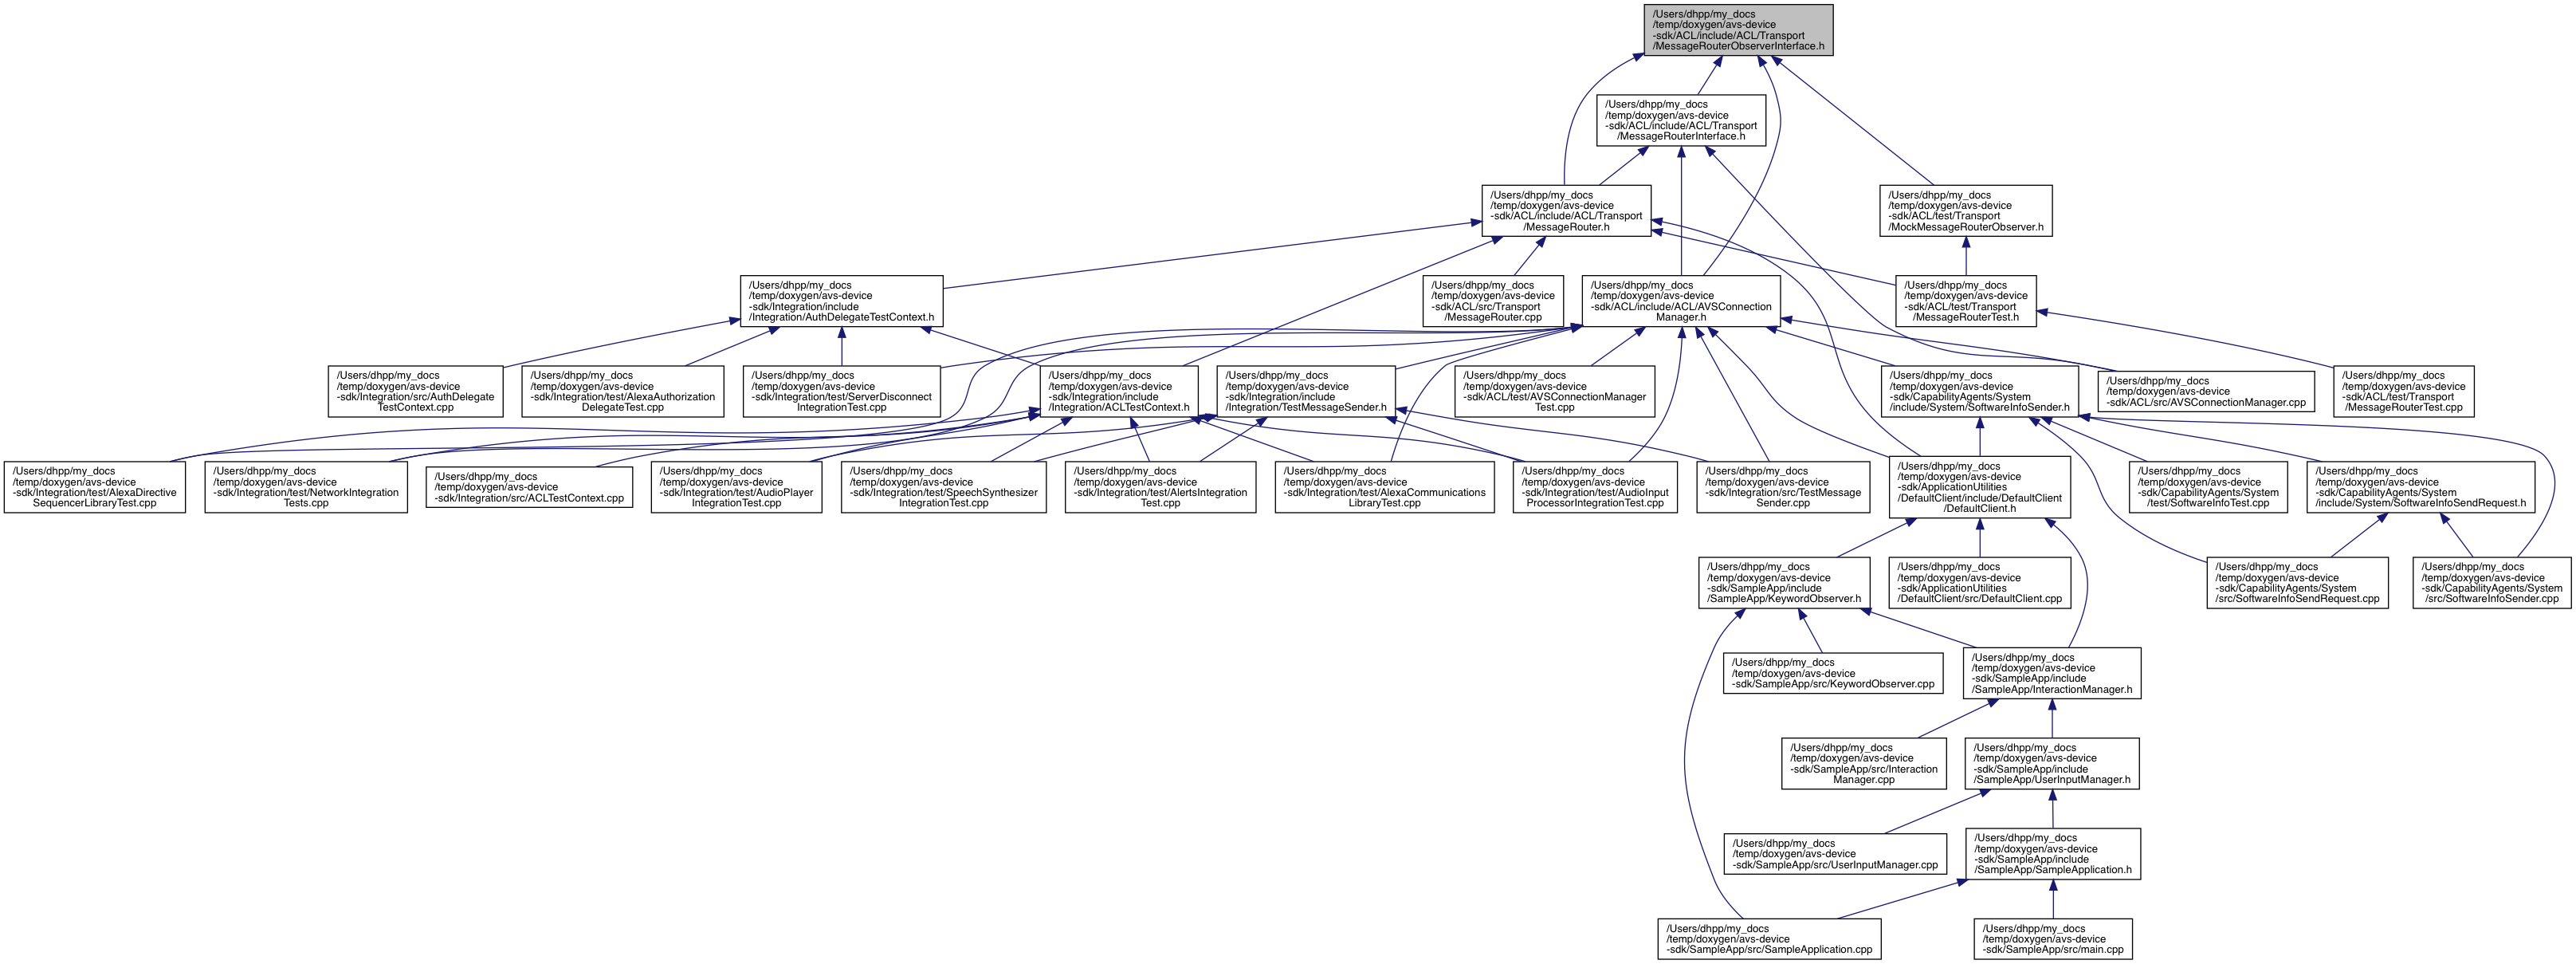 /Users/dhpp/my_docs
/temp/doxygen/avs-device
-sdk/ACL/include/ACL/Transport
/MessageRouterObserverInterface.h
/Users/dhpp/my_docs
/temp/doxygen/avs-device
-sdk/ACL/include/ACL/Transport
/MessageRouterInterface.h
/Users/dhpp/my_docs
/temp/doxygen/avs-device
-sdk/ACL/include/ACL/Transport
/MessageRouter.h
/Users/dhpp/my_docs
/temp/doxygen/avs-device
-sdk/ACL/test/Transport
/MockMessageRouterObserver.h
/Users/dhpp/my_docs
/temp/doxygen/avs-device
-sdk/Integration/include
/Integration/AuthDelegateTestContext.h
/Users/dhpp/my_docs
/temp/doxygen/avs-device
-sdk/ACL/src/Transport
/MessageRouter.cpp
/Users/dhpp/my_docs
/temp/doxygen/avs-device
-sdk/ACL/include/ACL/AVSConnection
Manager.h
/Users/dhpp/my_docs
/temp/doxygen/avs-device
-sdk/ACL/test/Transport
/MessageRouterTest.h
/Users/dhpp/my_docs
/temp/doxygen/avs-device
-sdk/Integration/src/AuthDelegate
TestContext.cpp
/Users/dhpp/my_docs
/temp/doxygen/avs-device
-sdk/Integration/test/AlexaAuthorization
DelegateTest.cpp
/Users/dhpp/my_docs
/temp/doxygen/avs-device
-sdk/Integration/test/ServerDisconnect
IntegrationTest.cpp
/Users/dhpp/my_docs
/temp/doxygen/avs-device
-sdk/Integration/include
/Integration/ACLTestContext.h
/Users/dhpp/my_docs
/temp/doxygen/avs-device
-sdk/Integration/include
/Integration/TestMessageSender.h
/Users/dhpp/my_docs
/temp/doxygen/avs-device
-sdk/ACL/test/AVSConnectionManager
Test.cpp
/Users/dhpp/my_docs
/temp/doxygen/avs-device
-sdk/CapabilityAgents/System
/include/System/SoftwareInfoSender.h
/Users/dhpp/my_docs
/temp/doxygen/avs-device
-sdk/ACL/src/AVSConnectionManager.cpp
/Users/dhpp/my_docs
/temp/doxygen/avs-device
-sdk/ACL/test/Transport
/MessageRouterTest.cpp
/Users/dhpp/my_docs
/temp/doxygen/avs-device
-sdk/Integration/test/AlexaDirective
SequencerLibraryTest.cpp
/Users/dhpp/my_docs
/temp/doxygen/avs-device
-sdk/Integration/test/NetworkIntegration
Tests.cpp
/Users/dhpp/my_docs
/temp/doxygen/avs-device
-sdk/Integration/src/ACLTestContext.cpp
/Users/dhpp/my_docs
/temp/doxygen/avs-device
-sdk/Integration/test/AudioPlayer
IntegrationTest.cpp
/Users/dhpp/my_docs
/temp/doxygen/avs-device
-sdk/Integration/test/SpeechSynthesizer
IntegrationTest.cpp
/Users/dhpp/my_docs
/temp/doxygen/avs-device
-sdk/Integration/test/AlertsIntegration
Test.cpp
/Users/dhpp/my_docs
/temp/doxygen/avs-device
-sdk/Integration/test/AlexaCommunications
LibraryTest.cpp
/Users/dhpp/my_docs
/temp/doxygen/avs-device
-sdk/Integration/test/AudioInput
ProcessorIntegrationTest.cpp
/Users/dhpp/my_docs
/temp/doxygen/avs-device
-sdk/Integration/src/TestMessage
Sender.cpp
/Users/dhpp/my_docs
/temp/doxygen/avs-device
-sdk/ApplicationUtilities
/DefaultClient/include/DefaultClient
/DefaultClient.h
/Users/dhpp/my_docs
/temp/doxygen/avs-device
-sdk/CapabilityAgents/System
/test/SoftwareInfoTest.cpp
/Users/dhpp/my_docs
/temp/doxygen/avs-device
-sdk/CapabilityAgents/System
/include/System/SoftwareInfoSendRequest.h
/Users/dhpp/my_docs
/temp/doxygen/avs-device
-sdk/SampleApp/include
/SampleApp/KeywordObserver.h
/Users/dhpp/my_docs
/temp/doxygen/avs-device
-sdk/ApplicationUtilities
/DefaultClient/src/DefaultClient.cpp
/Users/dhpp/my_docs
/temp/doxygen/avs-device
-sdk/CapabilityAgents/System
/src/SoftwareInfoSendRequest.cpp
/Users/dhpp/my_docs
/temp/doxygen/avs-device
-sdk/CapabilityAgents/System
/src/SoftwareInfoSender.cpp
/Users/dhpp/my_docs
/temp/doxygen/avs-device
-sdk/SampleApp/src/KeywordObserver.cpp
/Users/dhpp/my_docs
/temp/doxygen/avs-device
-sdk/SampleApp/include
/SampleApp/InteractionManager.h
/Users/dhpp/my_docs
/temp/doxygen/avs-device
-sdk/SampleApp/src/Interaction
Manager.cpp
/Users/dhpp/my_docs
/temp/doxygen/avs-device
-sdk/SampleApp/include
/SampleApp/UserInputManager.h
/Users/dhpp/my_docs
/temp/doxygen/avs-device
-sdk/SampleApp/src/UserInputManager.cpp
/Users/dhpp/my_docs
/temp/doxygen/avs-device
-sdk/SampleApp/include
/SampleApp/SampleApplication.h
/Users/dhpp/my_docs
/temp/doxygen/avs-device
-sdk/SampleApp/src/SampleApplication.cpp
/Users/dhpp/my_docs
/temp/doxygen/avs-device
-sdk/SampleApp/src/main.cpp